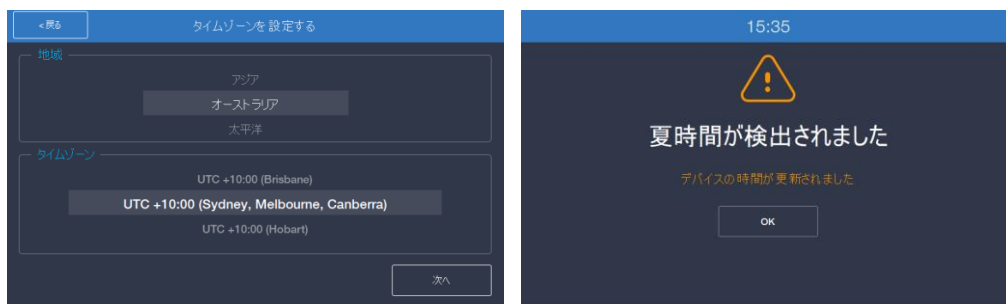 <戻る
タイムゾーンを設定する
地域
アジア
オーストラリア
太平洋
タイムゾーン
UTC +10:00 (Brisbane)
UTC +10:00 (Sydney, Melbourne, Canberra)
UTC +10:00 (Hobart)
次へ
15:35
夏時間が検出されました
デバイスの時間が更新されました
OK